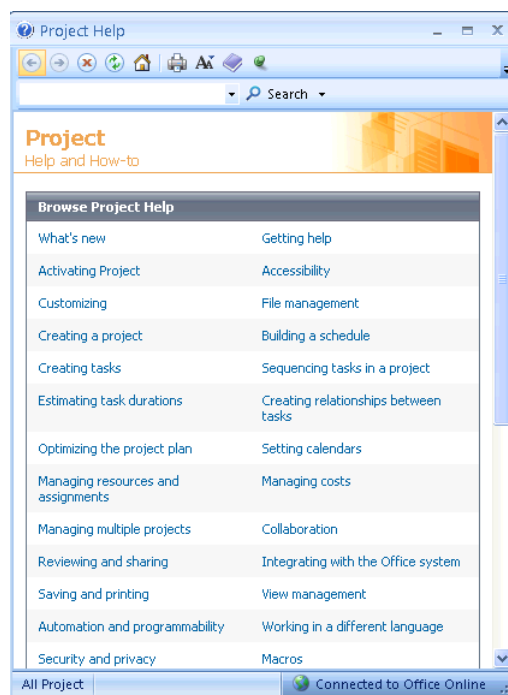 Project Help
Search
Project
Help and How-to
Browse Project Help
What's new Getting help
Activating Project Accessibility
Customizing File management
Creating a project Building a schedule
Creating tasks Sequencing tasks in a project
Estimating task durations Creating relationships between
tasks
Optimizing the project plan Setting calendars
Managing resources and Managing costs
assignments
Managing multiple projects Collaboration
Reviewing and sharing Integrating with the Office system
Saving and printing View management
Automation and programmability Working in a different language
Security and privacy Macros
All Project Connected to Office Online